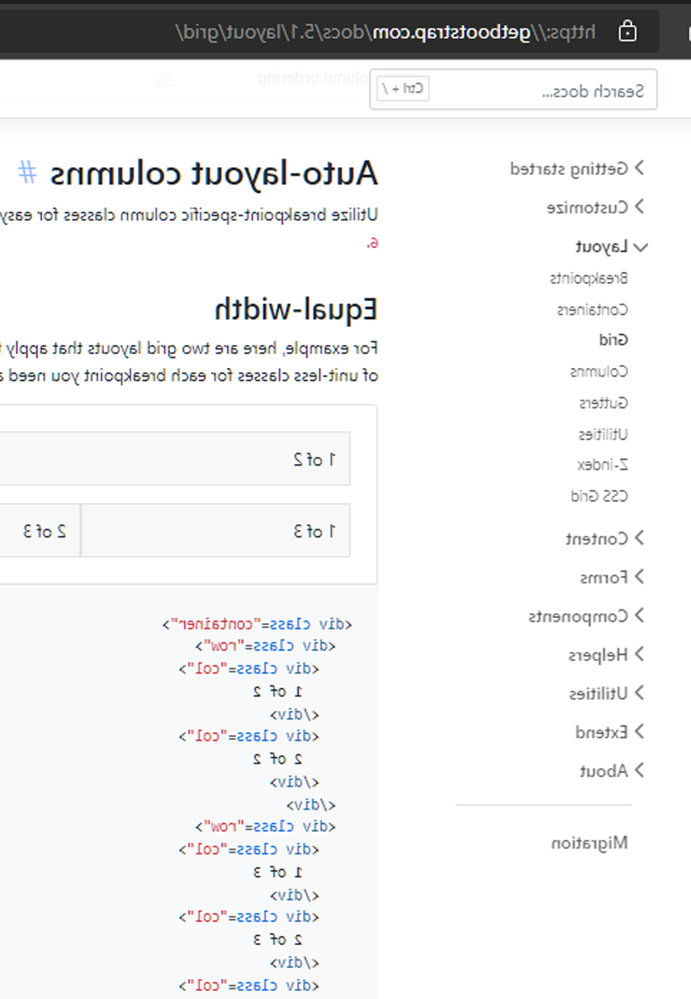 https://getbootstrap.com/docs/5.1/layout/grid/
Search docs...
Ctrl + /
olumn ordering
Yes
Getting started
Customize
Layout
Breakpoints
Containers
Grid
Columns
Gutters
Utilities
Z-index
CSS Grid
Content
Forms
Components
Helpers
Utilities
Extend
About
Migration
Auto-layout columns #
Utilize breakpoint-specific column classes for easy
6.
Equal-width
For example, here are two grid layouts that apply
of unit-less classes for each breakpoint you need
1 of 2
1 of 3 2 of 3
<div class="container">
<div class="row">
<div class="col">
1 of 2
</div>
<div class="col">
2 of 2
</div>
</div>
<div class="row">
<div class="col">
1 of 3
</div>
<div class="col">
2 of 3
</div>
<div class="col">